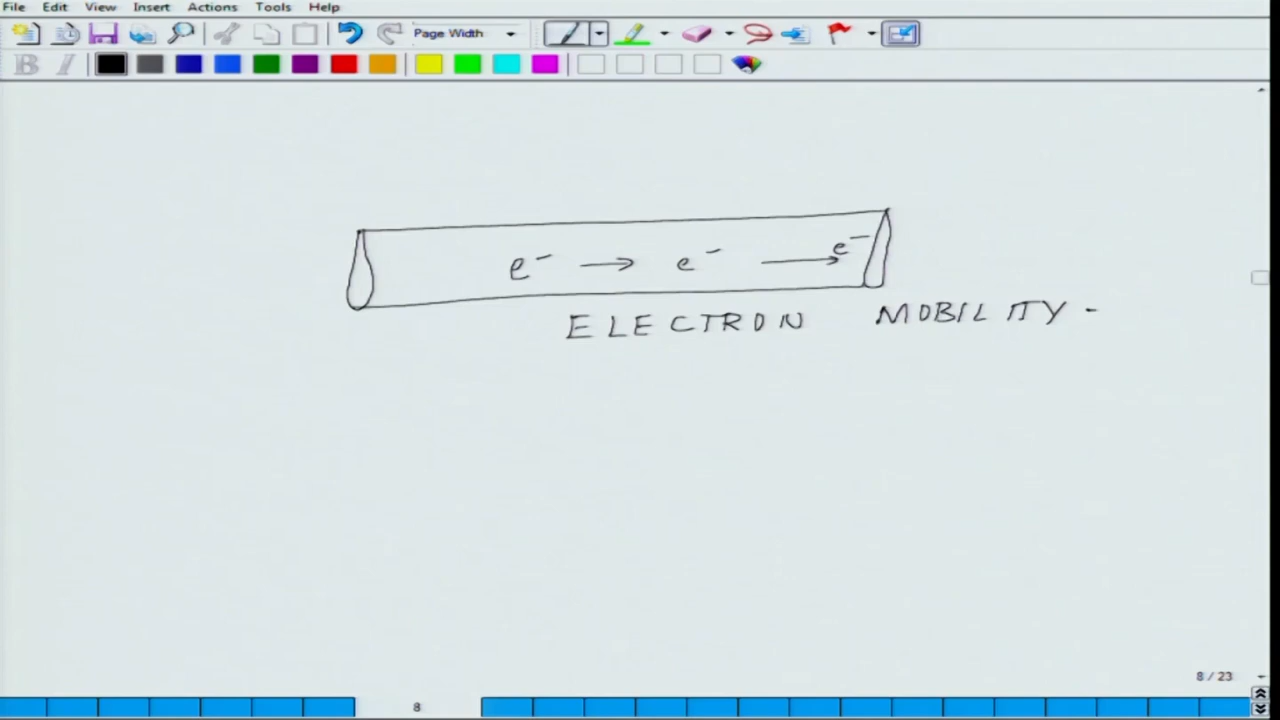 File Edit View Insert Actions Tools Help
Page Width
B I
e⁻ → e⁻ → e⁻
ELECTRON MOBILITY -
8 / 23
8